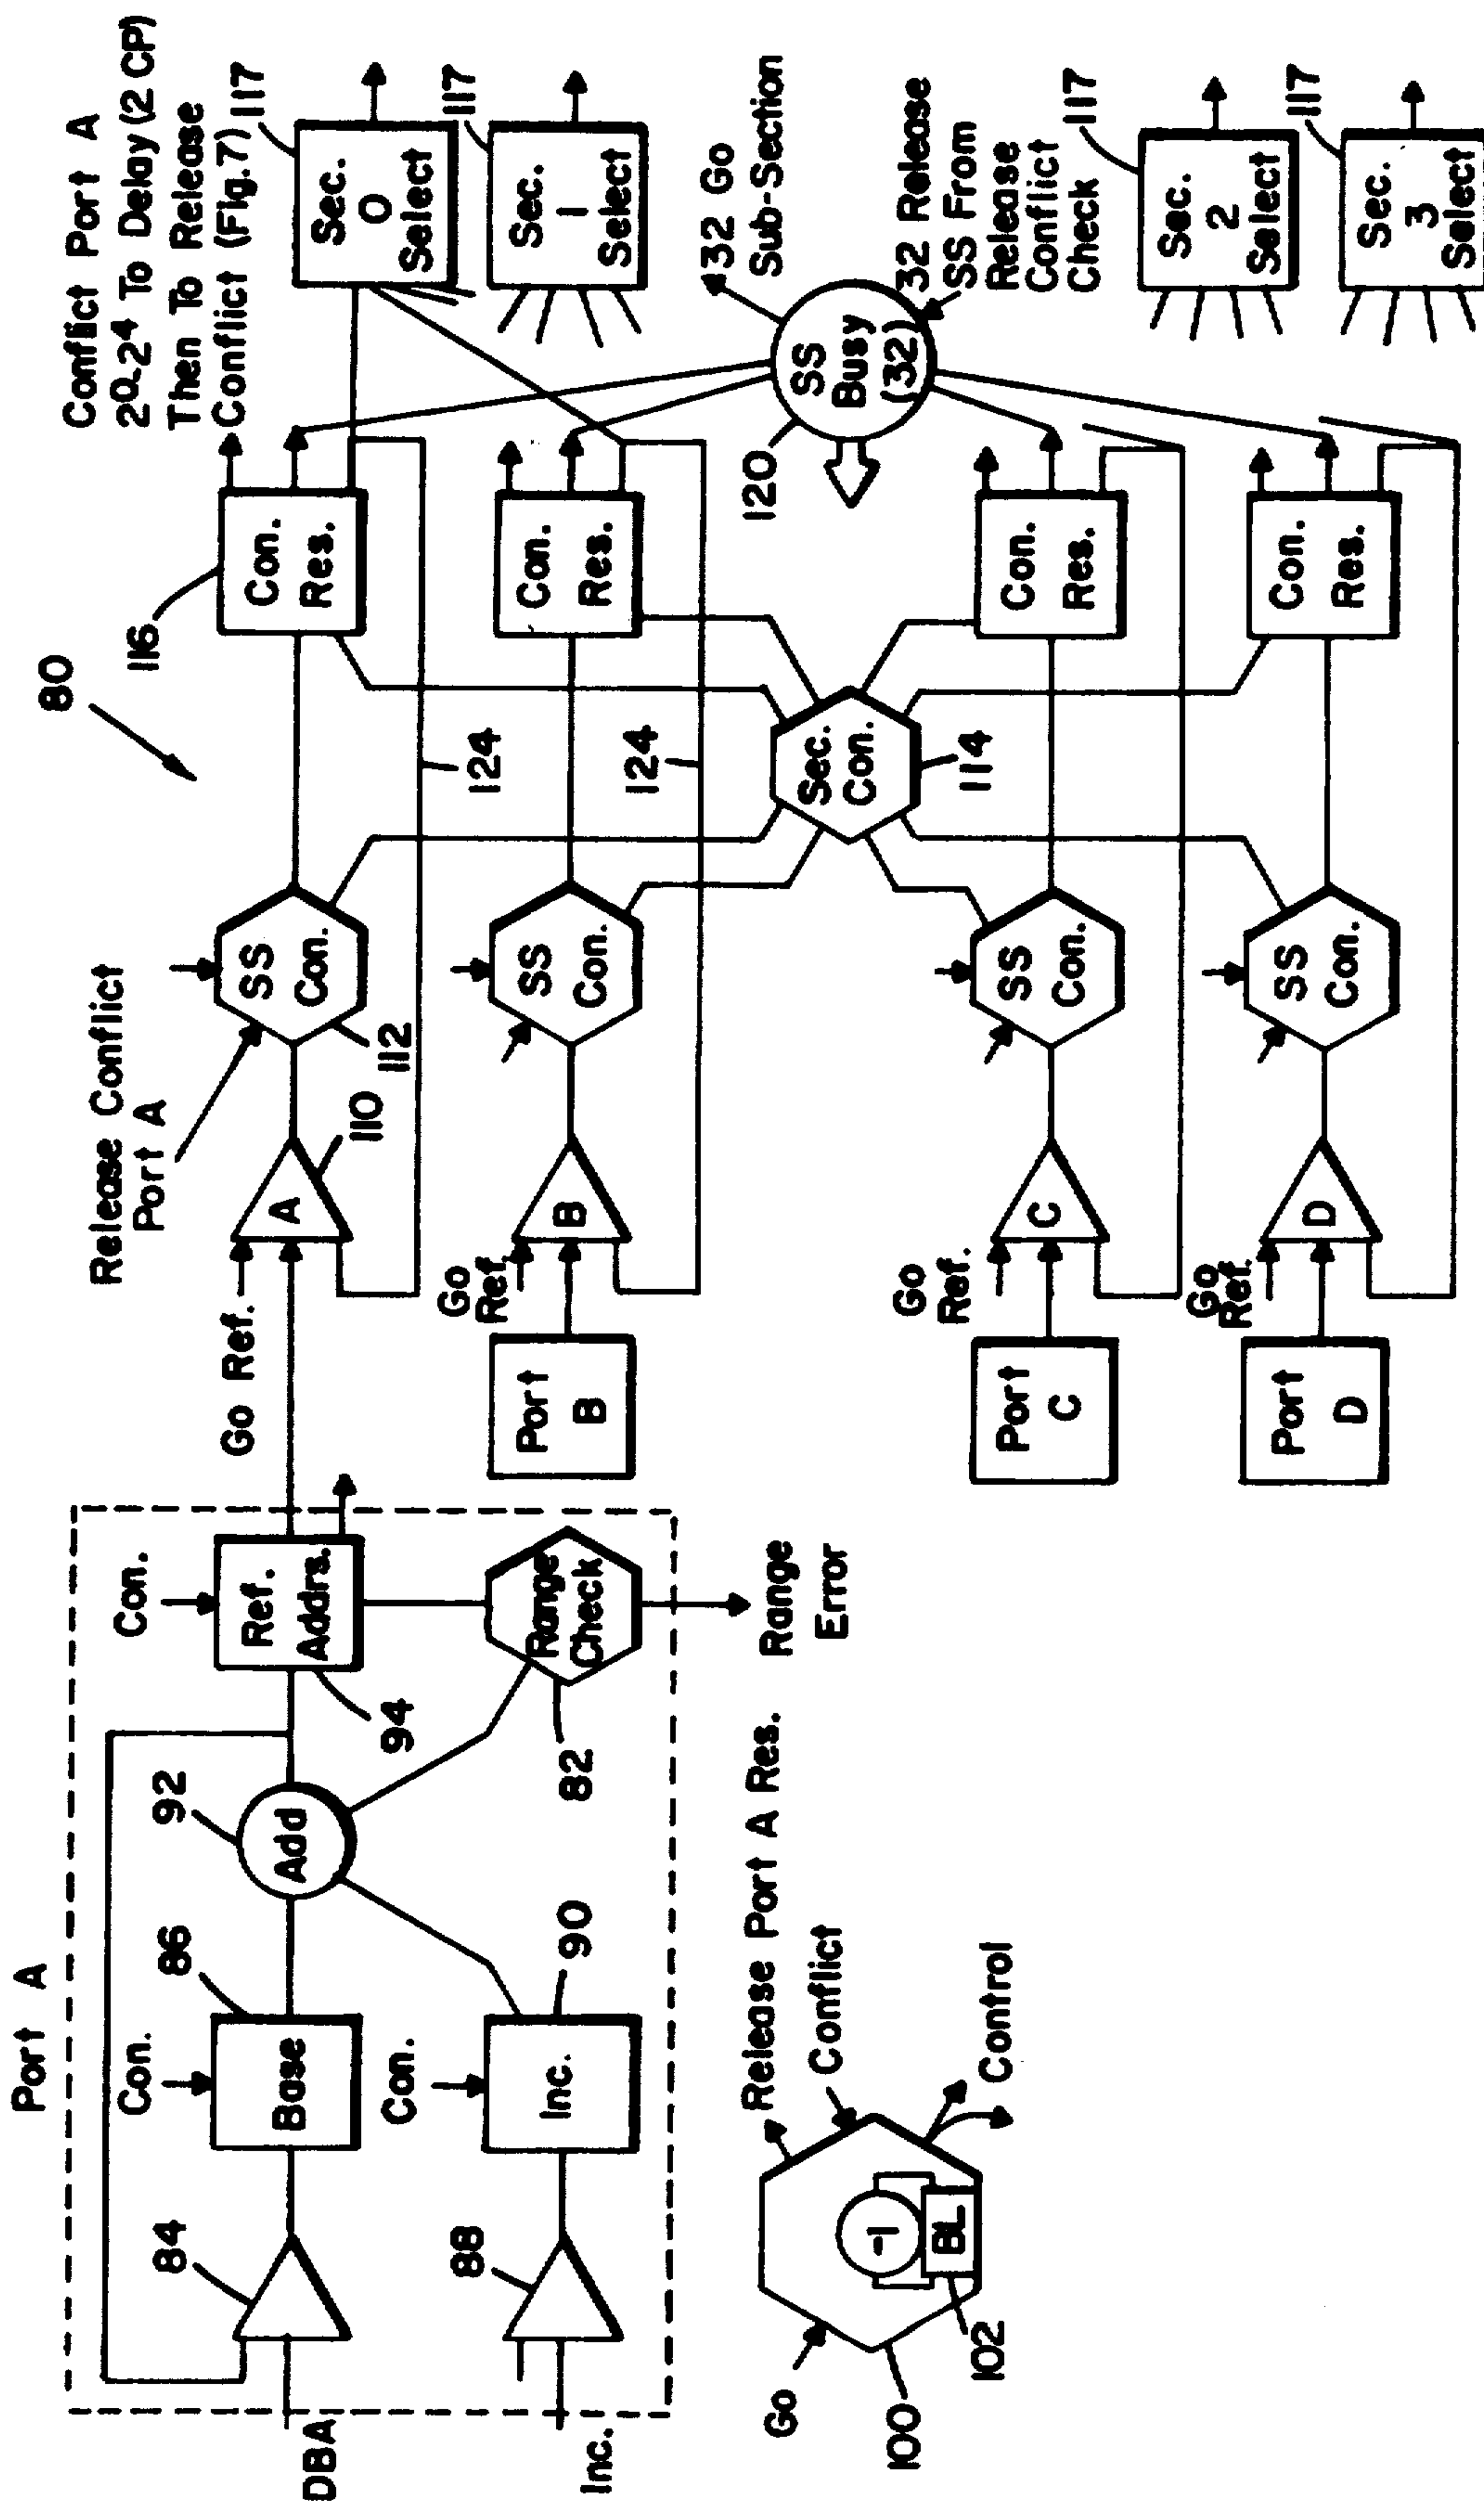 Port A
DBA
Inc.
84
88
Con.
Base
86
Con.
Inc.
90
92
Add
94
Con.
Ref.
Addrs.
Range
Check
82
Range
Error
Go
100
102
-1
BL
Release Port A Res.
Conflict
Control
Go Ref.
Port
B
Go
Ref.
Port
C
Go
Ref.
Port
D
Go
Ref.
A
B
C
D
110
Release Conflict
Port A
112
SS
Con.
SS
Con.
SS
Con.
SS
Con.
80
124
124
Sec.
Con.
114
116
Con.
Res.
Con.
Res.
Con.
Res.
Con.
Res.
120
SS
Busy
(32)
Conflict Port A
20-24 To Delay (2 CP)
Then To Release
Conflict (Fig. 7)
117
Sec.
0
Select
117
Sec.
1
Select
32 Go
Sub-Section
32 Release
SS From
Release
Conflict
Check
117
Sec.
2
Select
117
Sec.
3
Select